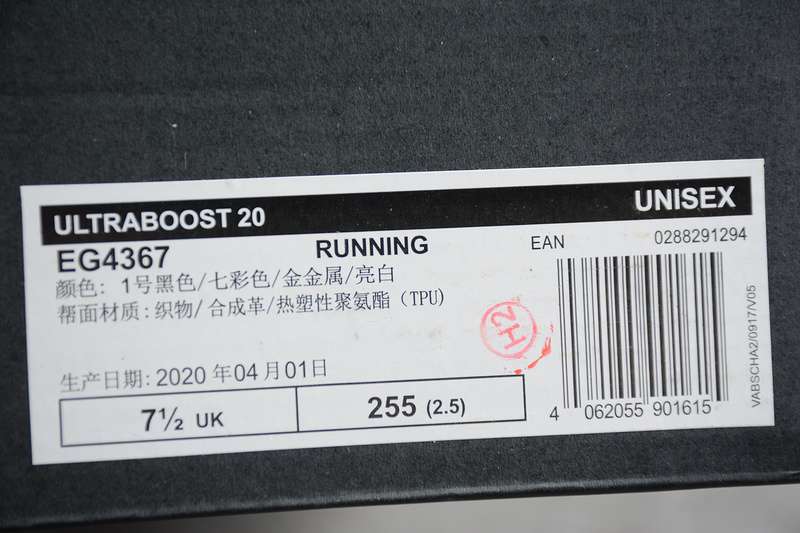 ULTRABOOST 20 UNISEX
EG4367 RUNNING EAN 0288291294
颜色：1号黑色/七彩色/金金属/亮白
帮面材质：织物/合成革/热塑性聚氨酯（TPU)
H2
生产日期：2020 年04月01日
7½ UK 255 (2.5)
4 062055 901615
VABSCHA2/0917/V05